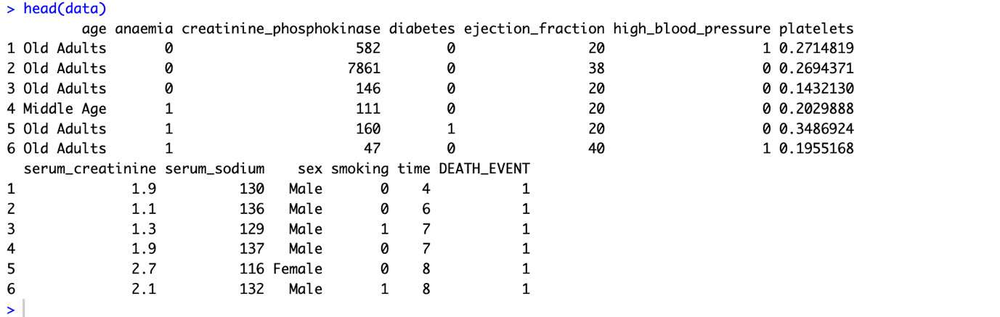 > head(data)
age anaemia creatinine_phosphokinase diabetes ejection_fraction high_blood_pressure platelets
1 Old Adults 0 582 0 20 1 0.2714819
2 Old Adults 0 7861 0 38 0 0.2694371
3 Old Adults 0 146 0 20 0 0.1432130
4 Middle Age 1 111 0 20 0 0.2029888
5 Old Adults 1 160 1 20 0 0.3486924
6 Old Adults 1 47 0 40 1 0.1955168
serum_creatinine serum_sodium sex smoking time DEATH_EVENT
1 1.9 130 Male 0 4 1
2 1.1 136 Male 0 6 1
3 1.3 129 Male 1 7 1
4 1.9 137 Male 0 7 1
5 2.7 116 Female 0 8 1
6 2.1 132 Male 1 8 1
>